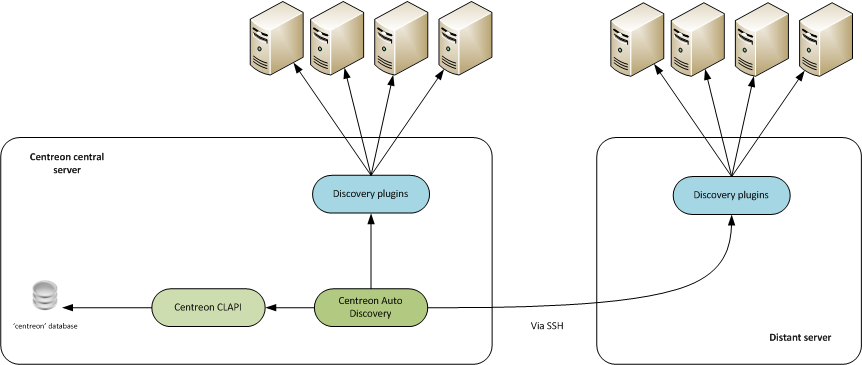 Centreon central
server
Discovery plugins
Discovery plugins
Centreon CLAPI
Centreon Auto
Discovery
'centreon' database
Via SSH
Distant server